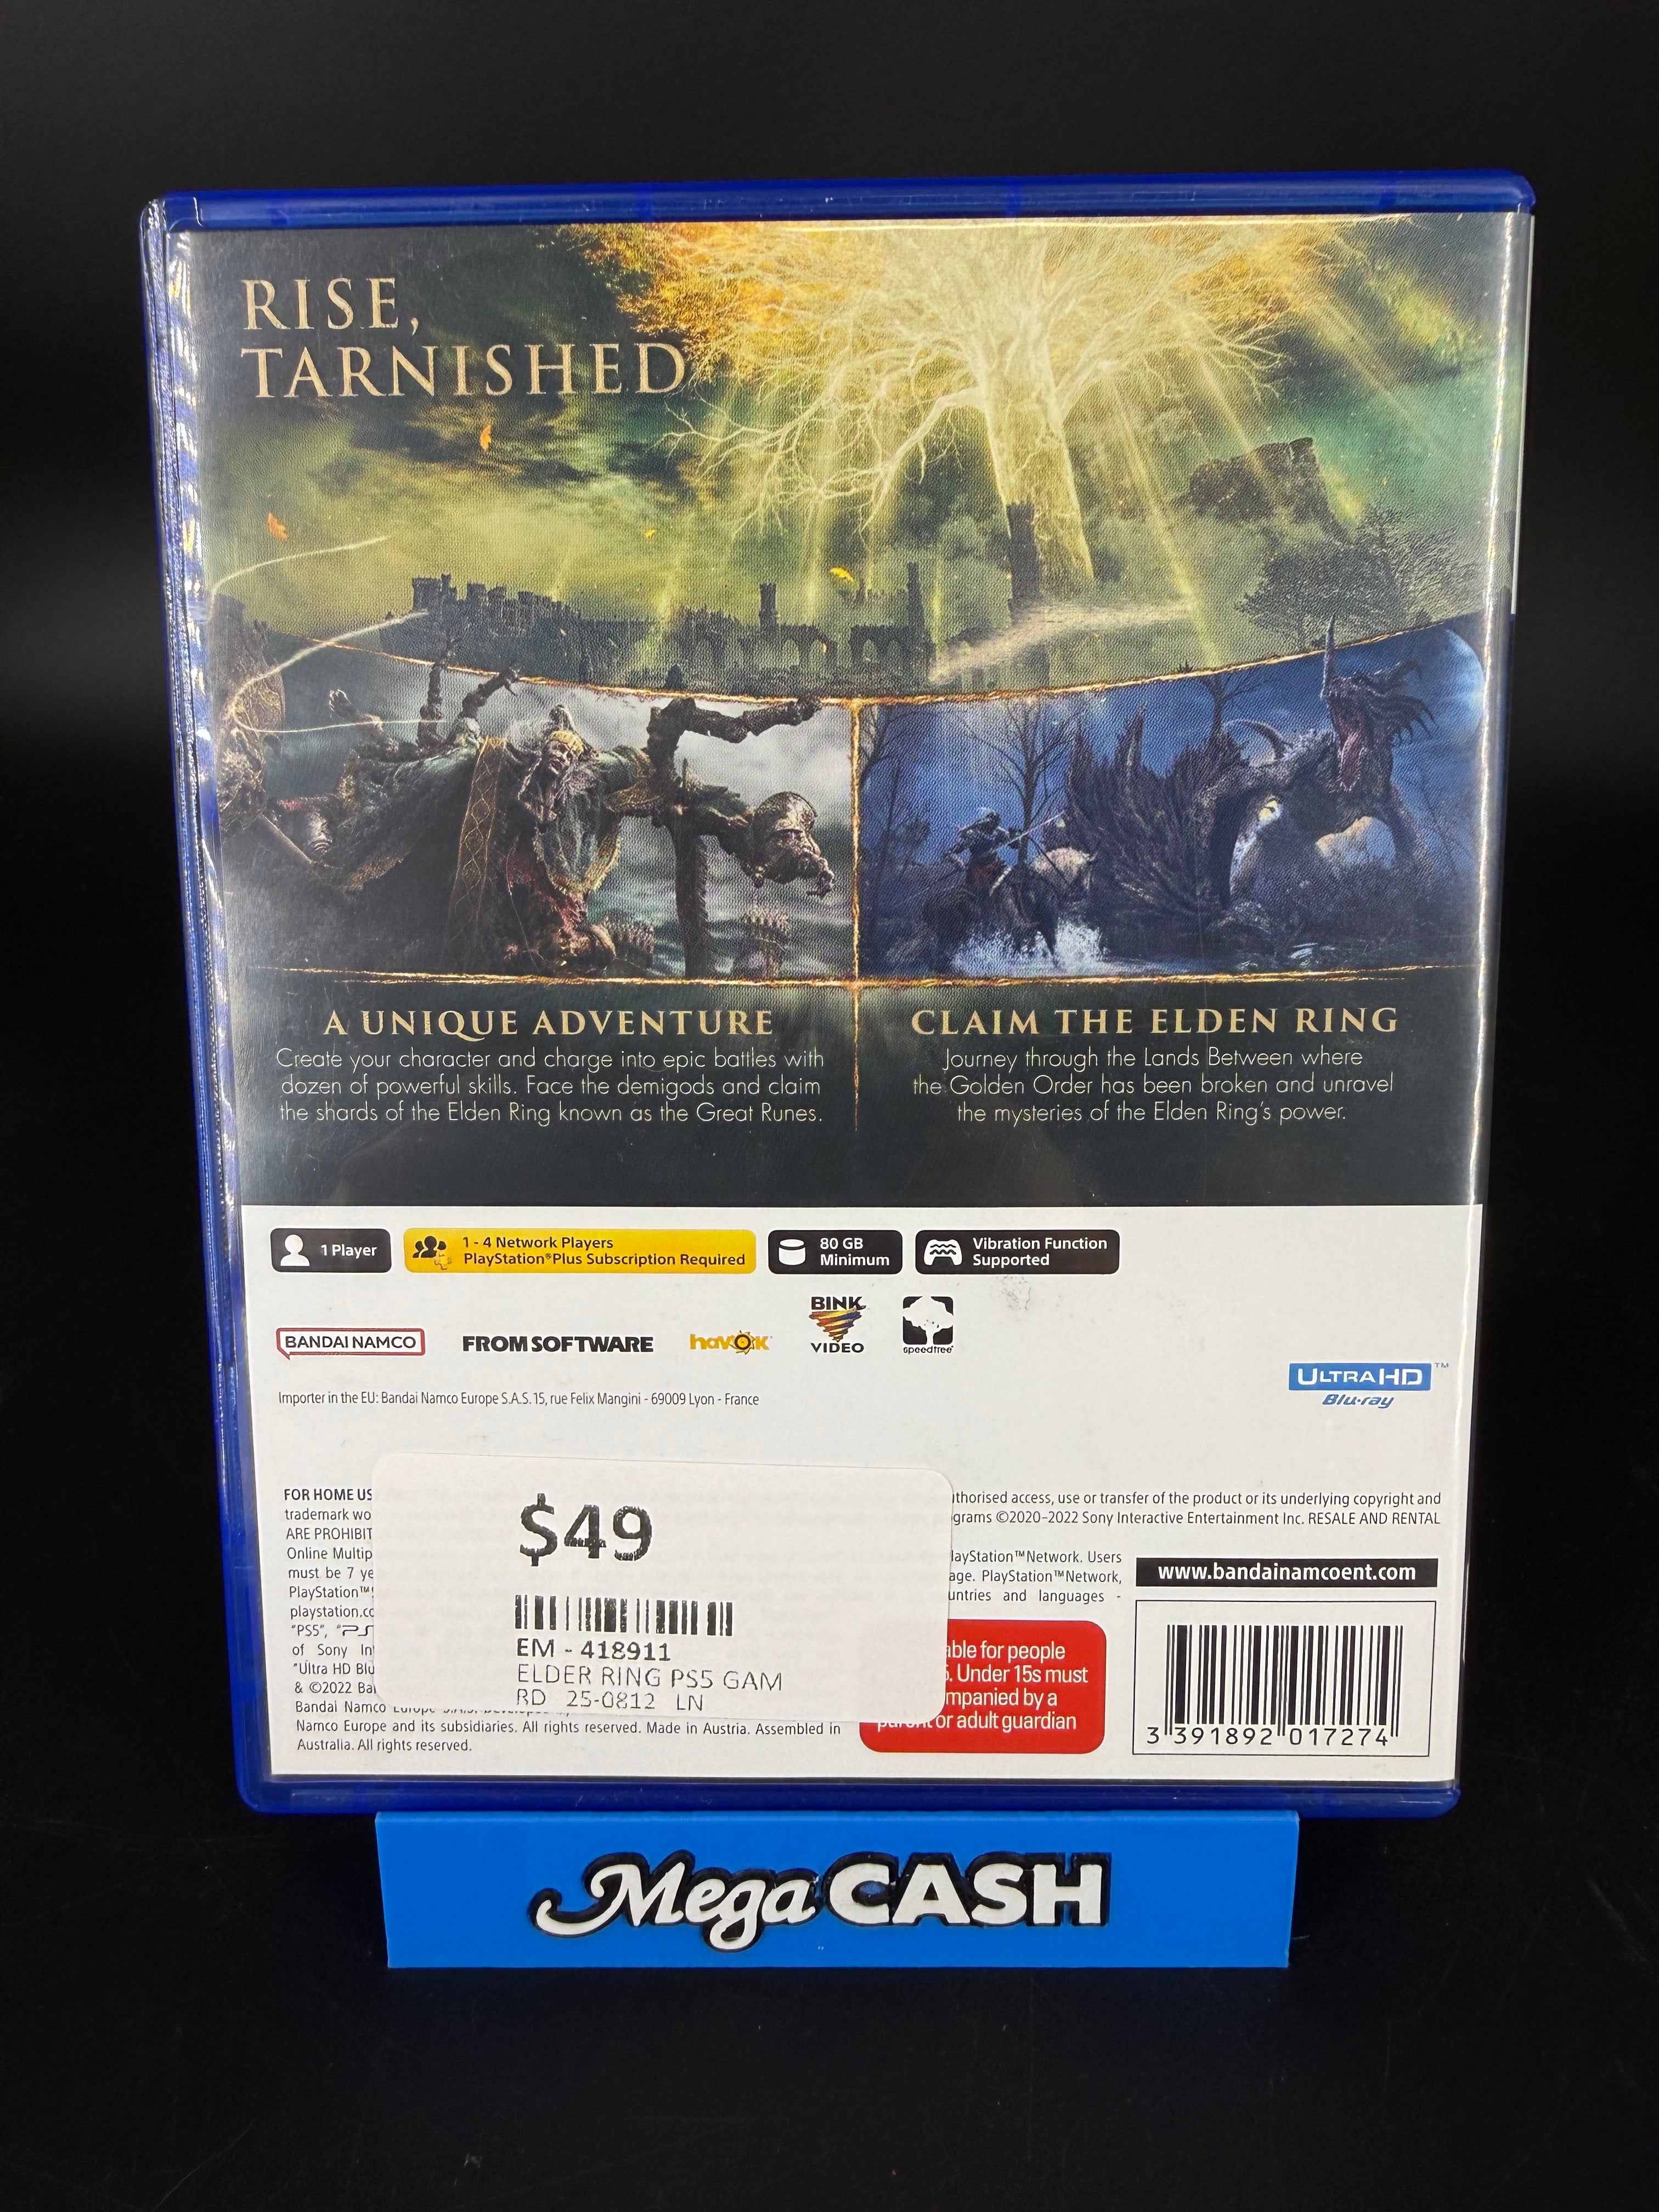 RISE,
TARNISHED
A UNIQUE ADVENTURE
Create your character and charge into epic battles with
dozen of powerful skills. Face the demigods and claim
the shards of the Elden Ring known as the Great Runes.
CLAIM THE ELDEN RING
Journey through the Lands Between where
the Golden Order has been broken and unravel
the mysteries of the Elden Ring's power.
1 Player
1 - 4 Network Players
PlayStation®Plus Subscription Required
80 GB
Minimum
Vibration Function
Supported
BANDAI NAMCO
FROMSOFTWARE
havok
BINK
VIDEO
speedtree®
ULTRA HD™
Blu-ray
Importer in the EU: Bandai Namco Europe S.A.S. 15, rue Felix Mangini - 69009 Lyon - France
FOR HOME US
thorised access, use or transfer of the product or its underlying copyright and
trademark wo
grams ©2020-2022 Sony Interactive Entertainment Inc. RESALE AND RENTAL
ARE PROHIBIT
Online Multip
layStation™Network. Users
must be 7 ye
age. PlayStation™Network,
PlayStation™
untries and languages -
playstation.co
"PS5", "PS
of Sony In
"Ultra HD Blu
& ©2022 Ba
Bandai Namco
Namco Europe and its subsidiaries. All rights reserved. Made in Austria. Assembled in
Australia. All rights reserved.
$49
EM - 418911
ELDER RING PS5 GAM
RD 25-0812 LN
able for people
. Under 15s must
mpanied by a
or adult guardian
www.bandainamcoent.com
3 391892 017274
Mega CASH